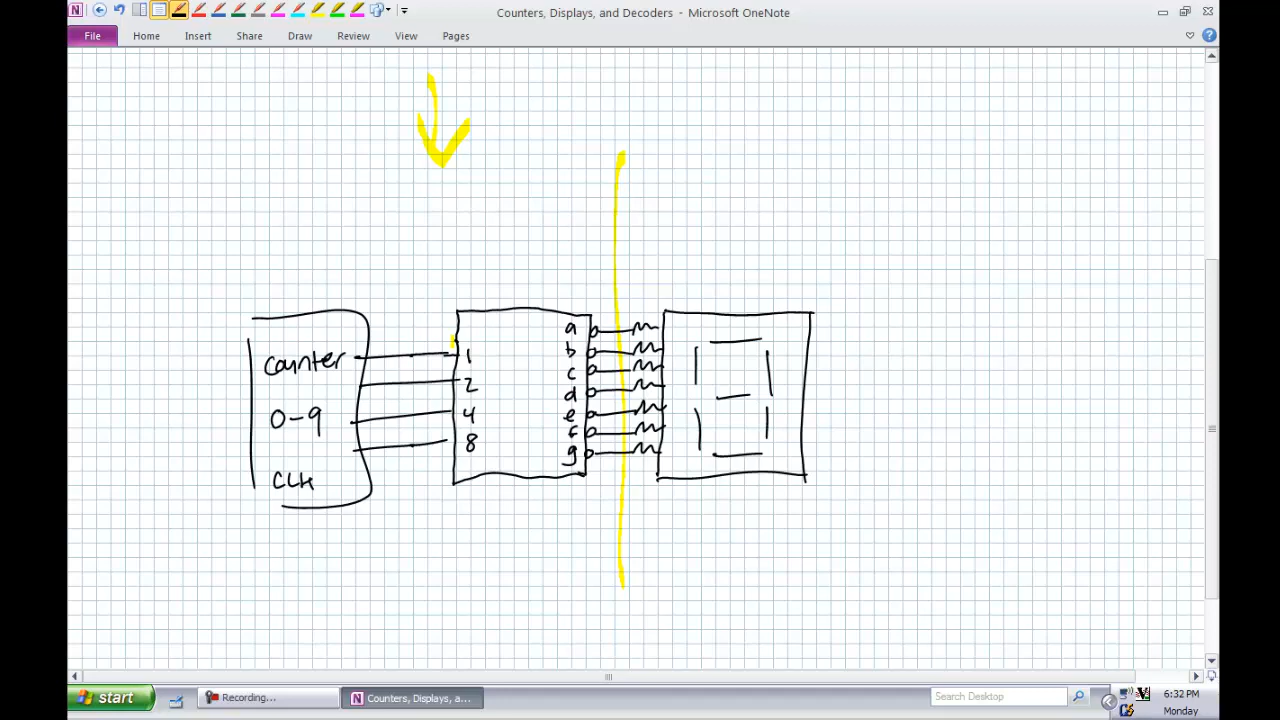 Counters, Displays, and Decoders - Microsoft OneNote
File Home Insert Share Draw Review View Pages
counter
0-9
CLK
1
2
4
8
a
b
c
d
e
f
g
start Recording... Counters, Displays, a... Search Desktop 6:32 PM
Monday